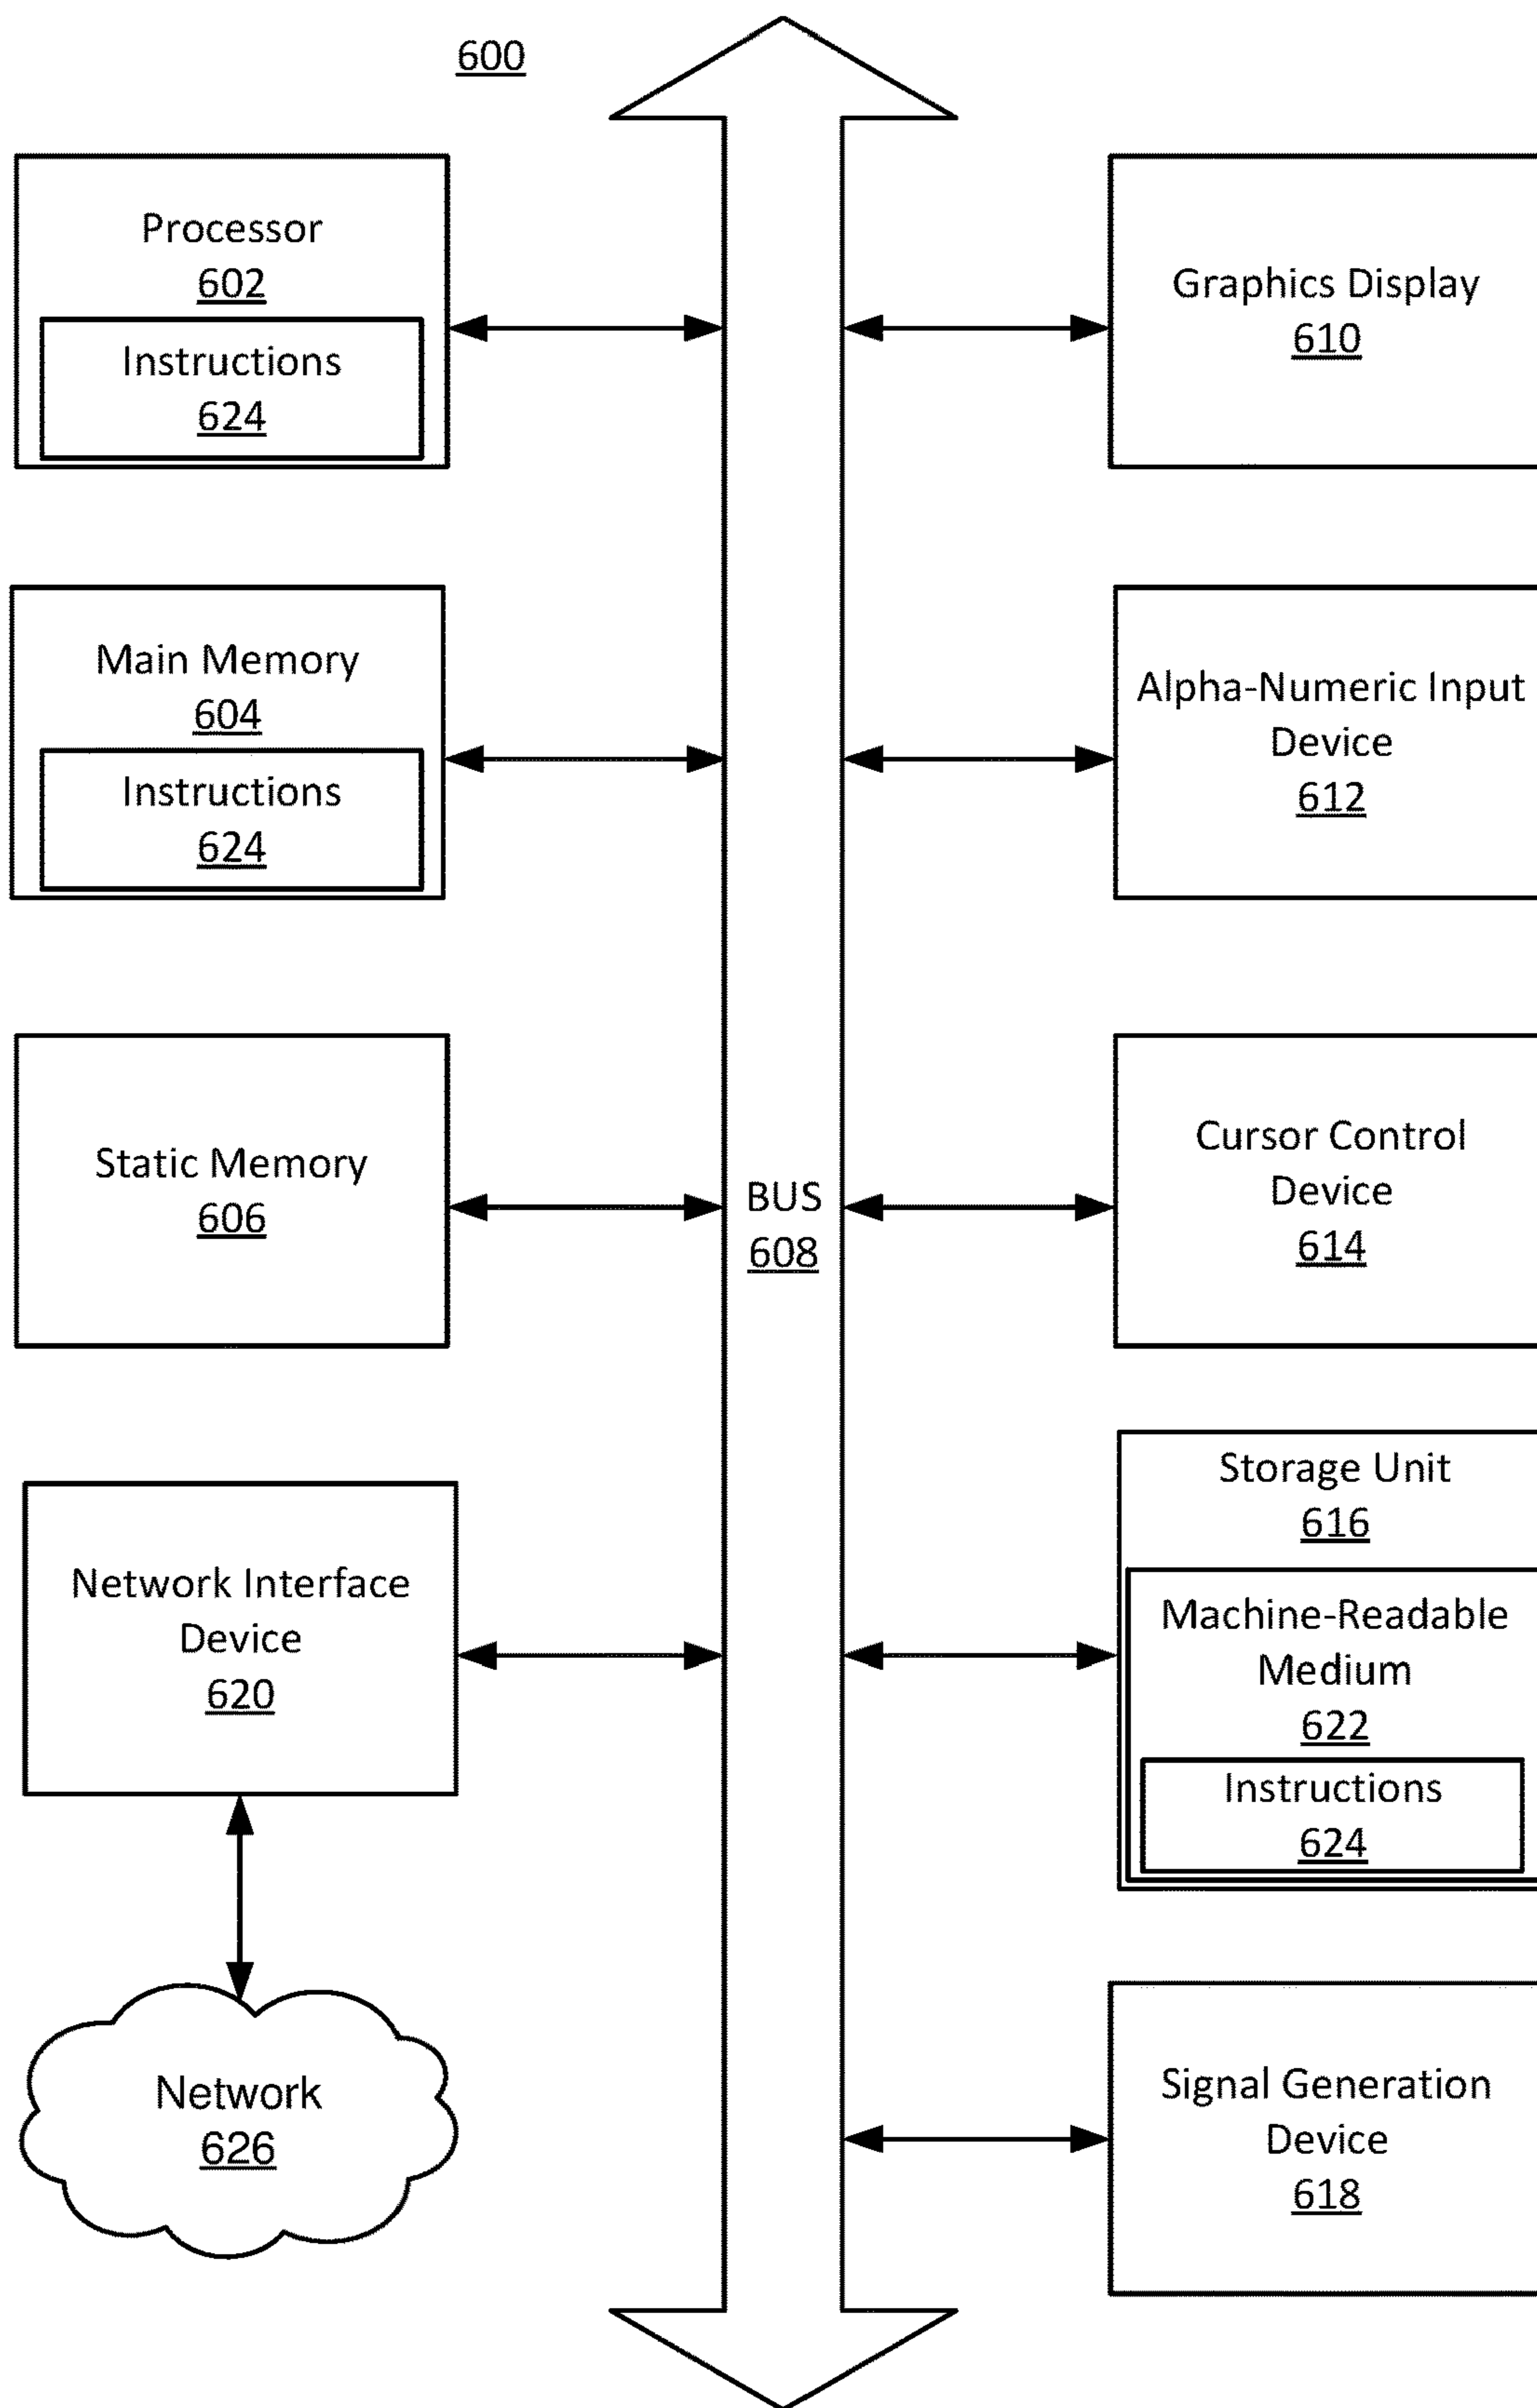 600
Processor
602
Instructions
624
Main Memory
604
Instructions
624
Static Memory
606
Network Interface
Device
620
Network
626
BUS
608
Graphics Display
610
Alpha-Numeric Input
Device
612
Cursor Control
Device
614
Storage Unit
616
Machine-Readable
Medium
622
Instructions
624
Signal Generation
Device
618